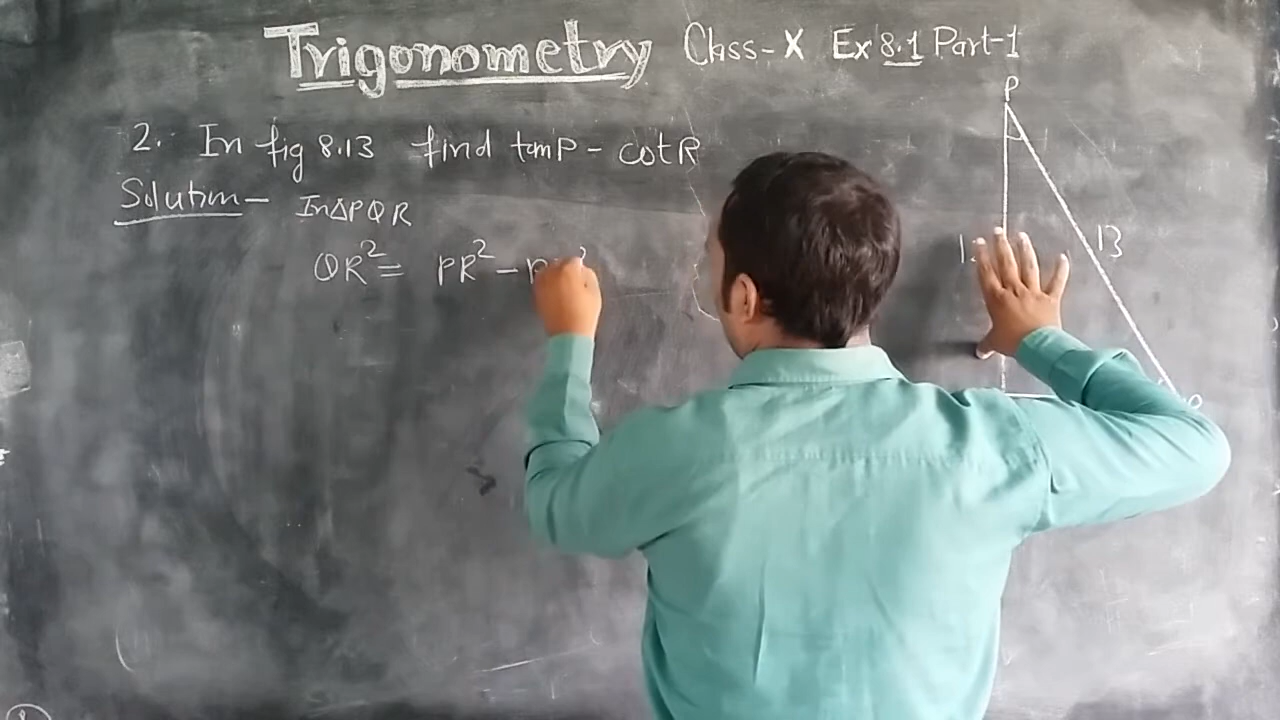 Trigonometry Class-X Ex 8.1 Part-1
2. In fig 8.13 find tanP - cotR
Solution- In△PQR
QR²= PR²-
P
13